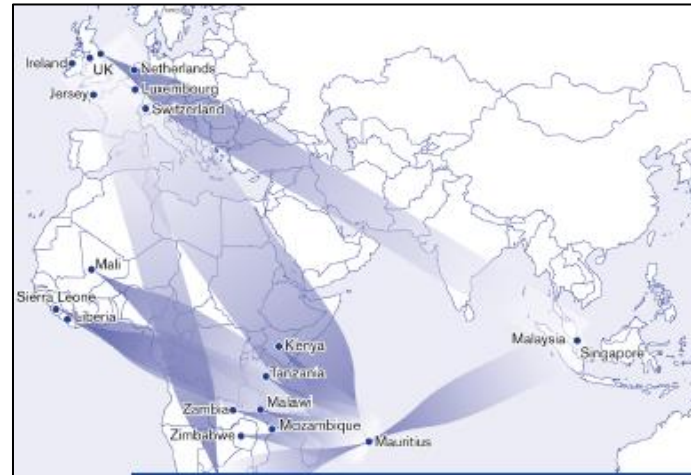 Ireland
UK
Netherlands
Luxembourg
Jersey
Switzerland
Mali
Sierra Leone
Liberia
Kenya
Malaysia
Singapore
Tanzania
Malawi
Zambia
Mozambique
Zimbabwe
Mauritius